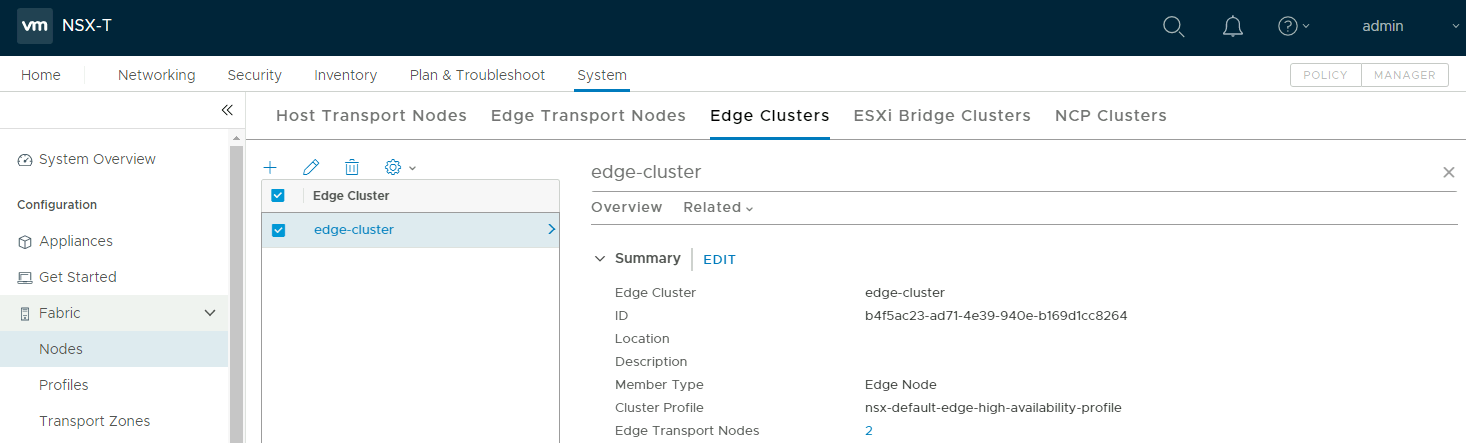 vm NSX-T admin
Home Networking Security Inventory Plan & Troubleshoot System POLICY MANAGER
Host Transport Nodes Edge Transport Nodes Edge Clusters ESXi Bridge Clusters NCP Clusters
System Overview
Configuration
Appliances
Get Started
Fabric
Nodes
Profiles
Transport Zones
Edge Cluster
edge-cluster
edge-cluster
Overview Related
Summary EDIT
Edge Cluster edge-cluster
ID b4f5ac23-ad71-4e39-940e-b169d1cc8264
Location
Description
Member Type Edge Node
Cluster Profile nsx-default-edge-high-availability-profile
Edge Transport Nodes 2